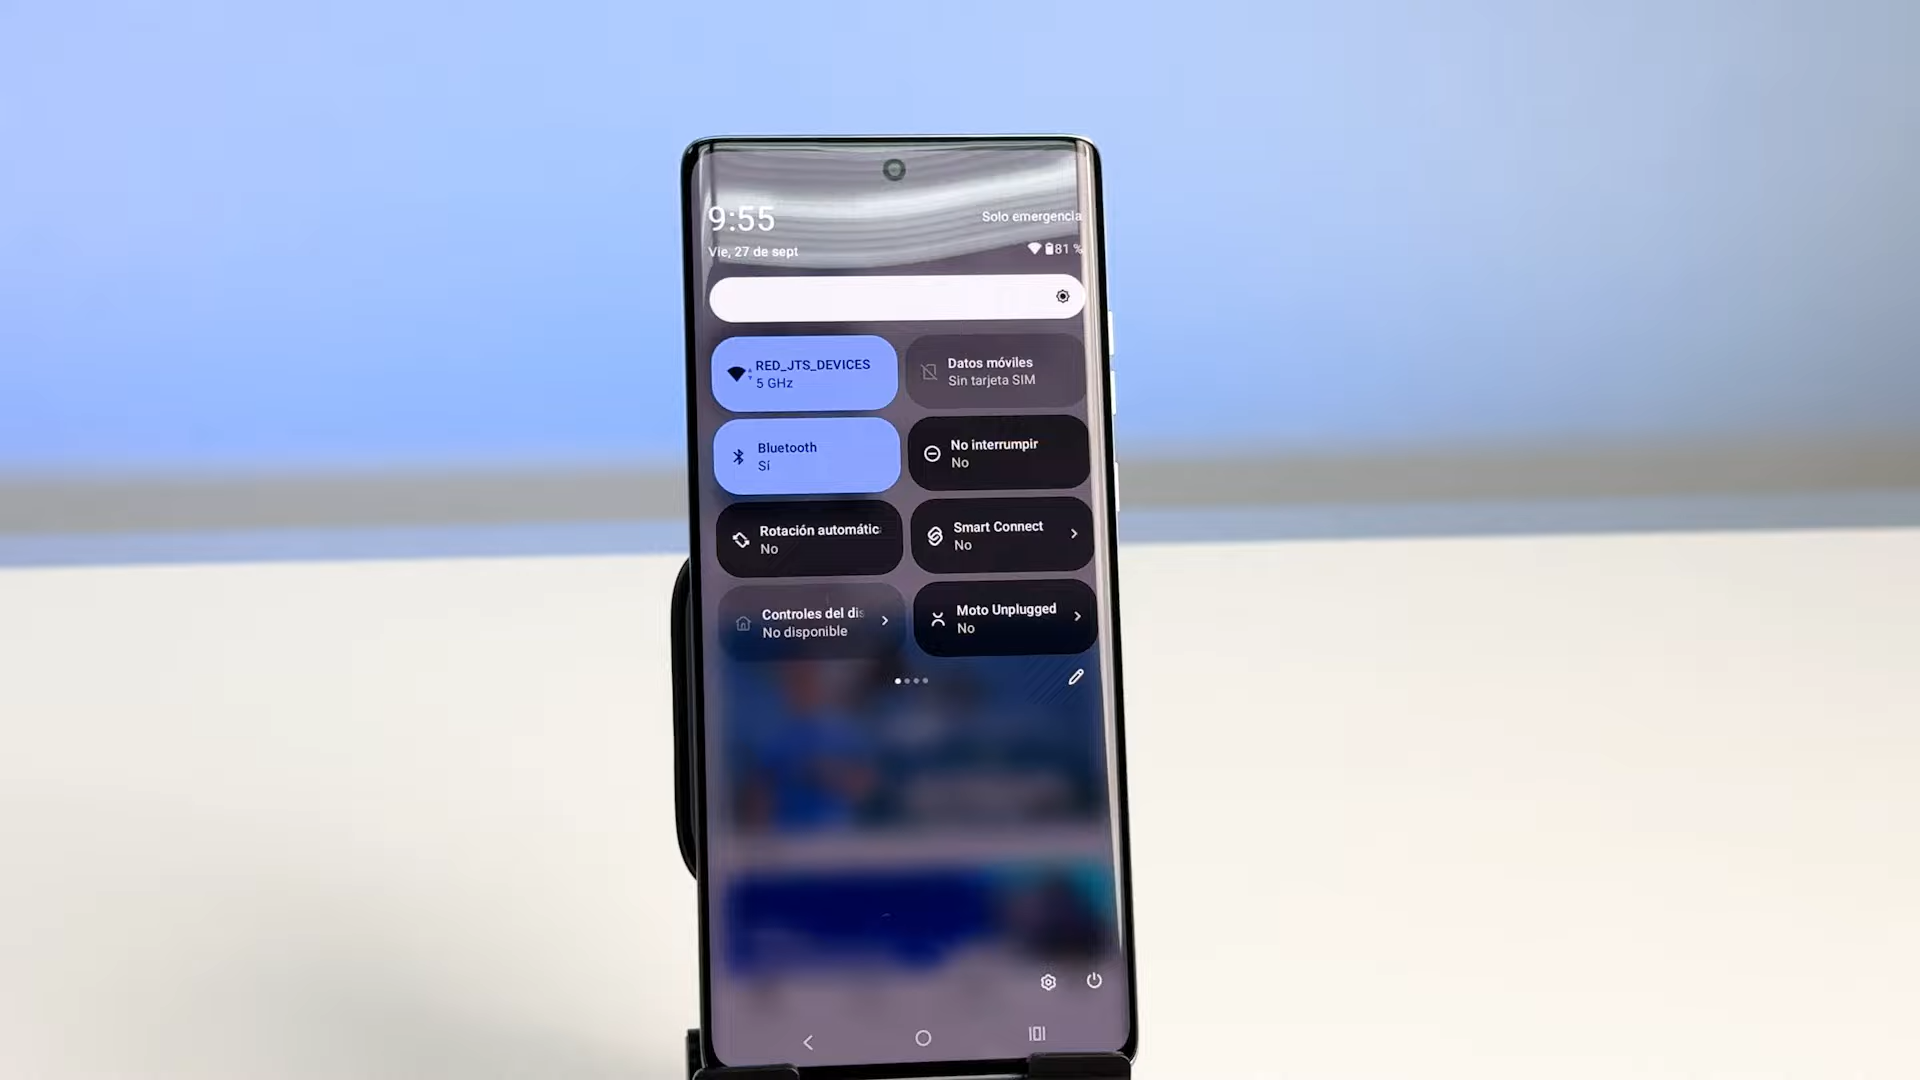 9:55
Solo emergencia
Vie, 27 de sept
81 %
RED_JTS_DEVICES
5 GHz
Datos móviles
Sin tarjeta SIM
Bluetooth
Sí
No interrumpir
No
Rotación automátic
No
Smart Connect
No
Controles del dis
No disponible
Moto Unplugged
No